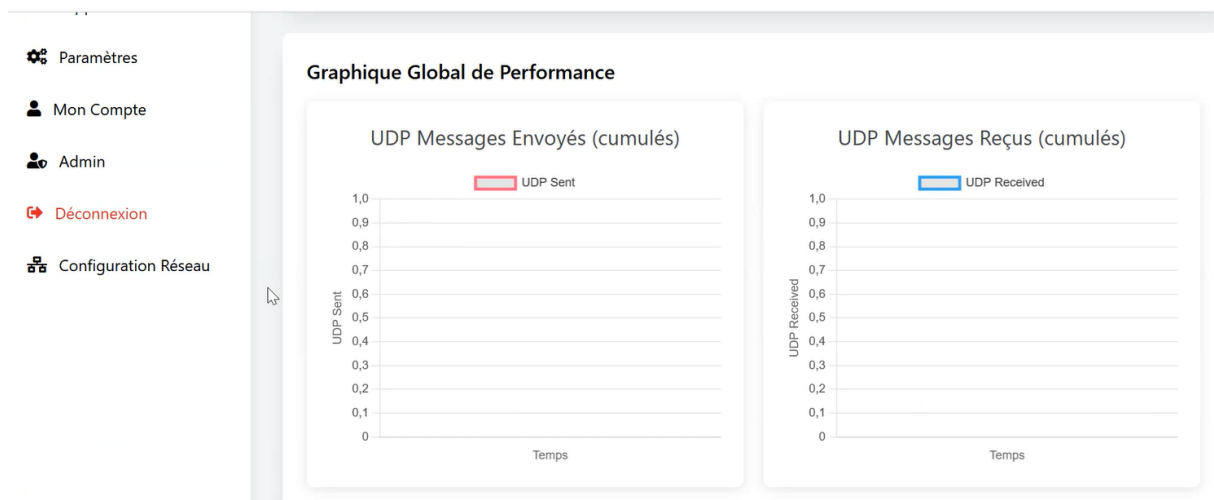 Paramètres
Mon Compte
Admin
Déconnexion
Configuration Réseau
Graphique Global de Performance
UDP Messages Envoyés (cumulés)
UDP Sent
1,0
0,9
0,8
0,7
0,6
0,5
0,4
0,3
0,2
0,1
0
UDP Sent
Temps
UDP Messages Reçus (cumulés)
UDP Received
1,0
0,9
0,8
0,7
0,6
0,5
0,4
0,3
0,2
0,1
0
UDP Received
Temps